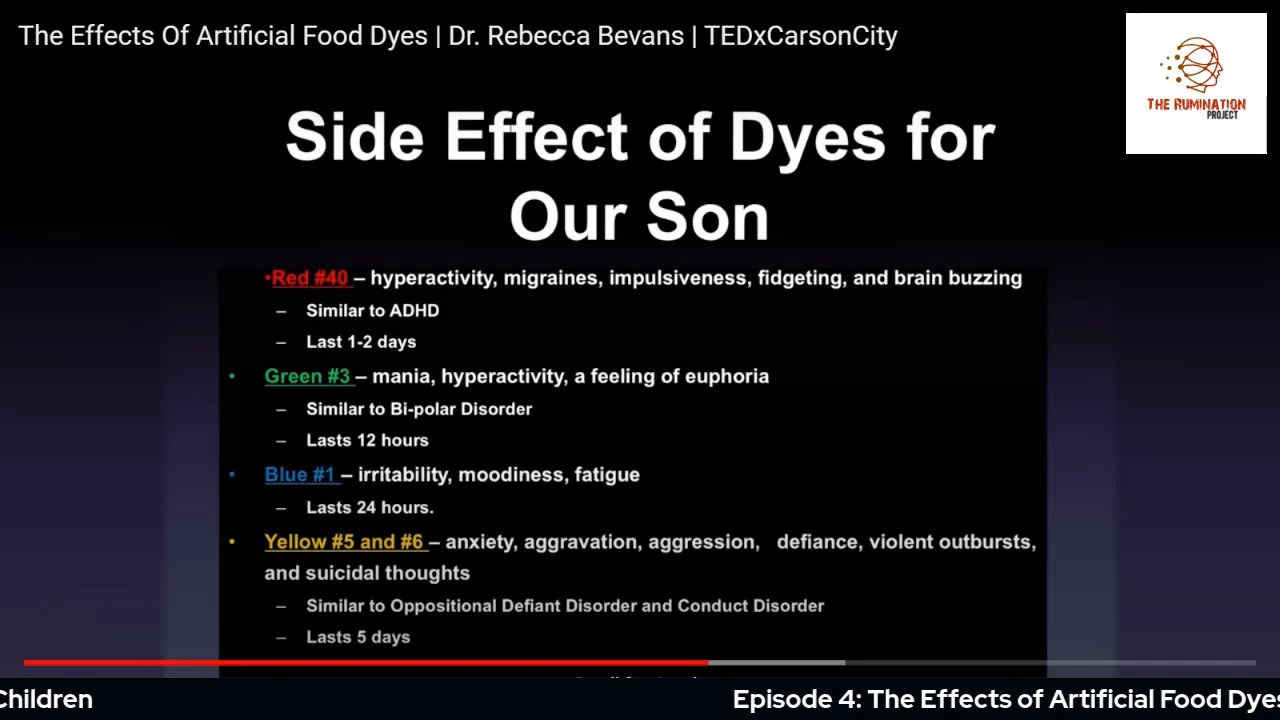 The Effects Of Artificial Food Dyes | Dr. Rebecca Bevans | TEDxCarsonCity
THE RUMINATION
PROJECT
Side Effect of Dyes for
Our Son
•Red #40 – hyperactivity, migraines, impulsiveness, fidgeting, and brain buzzing
– Similar to ADHD
– Last 1-2 days
• Green #3 – mania, hyperactivity, a feeling of euphoria
– Similar to Bi-polar Disorder
– Lasts 12 hours
• Blue #1 – irritability, moodiness, fatigue
– Lasts 24 hours.
• Yellow #5 and #6 – anxiety, aggravation, aggression, defiance, violent outbursts,
and suicidal thoughts
– Similar to Oppositional Defiant Disorder and Conduct Disorder
– Lasts 5 days
Children
Episode 4: The Effects of Artificial Food Dyes